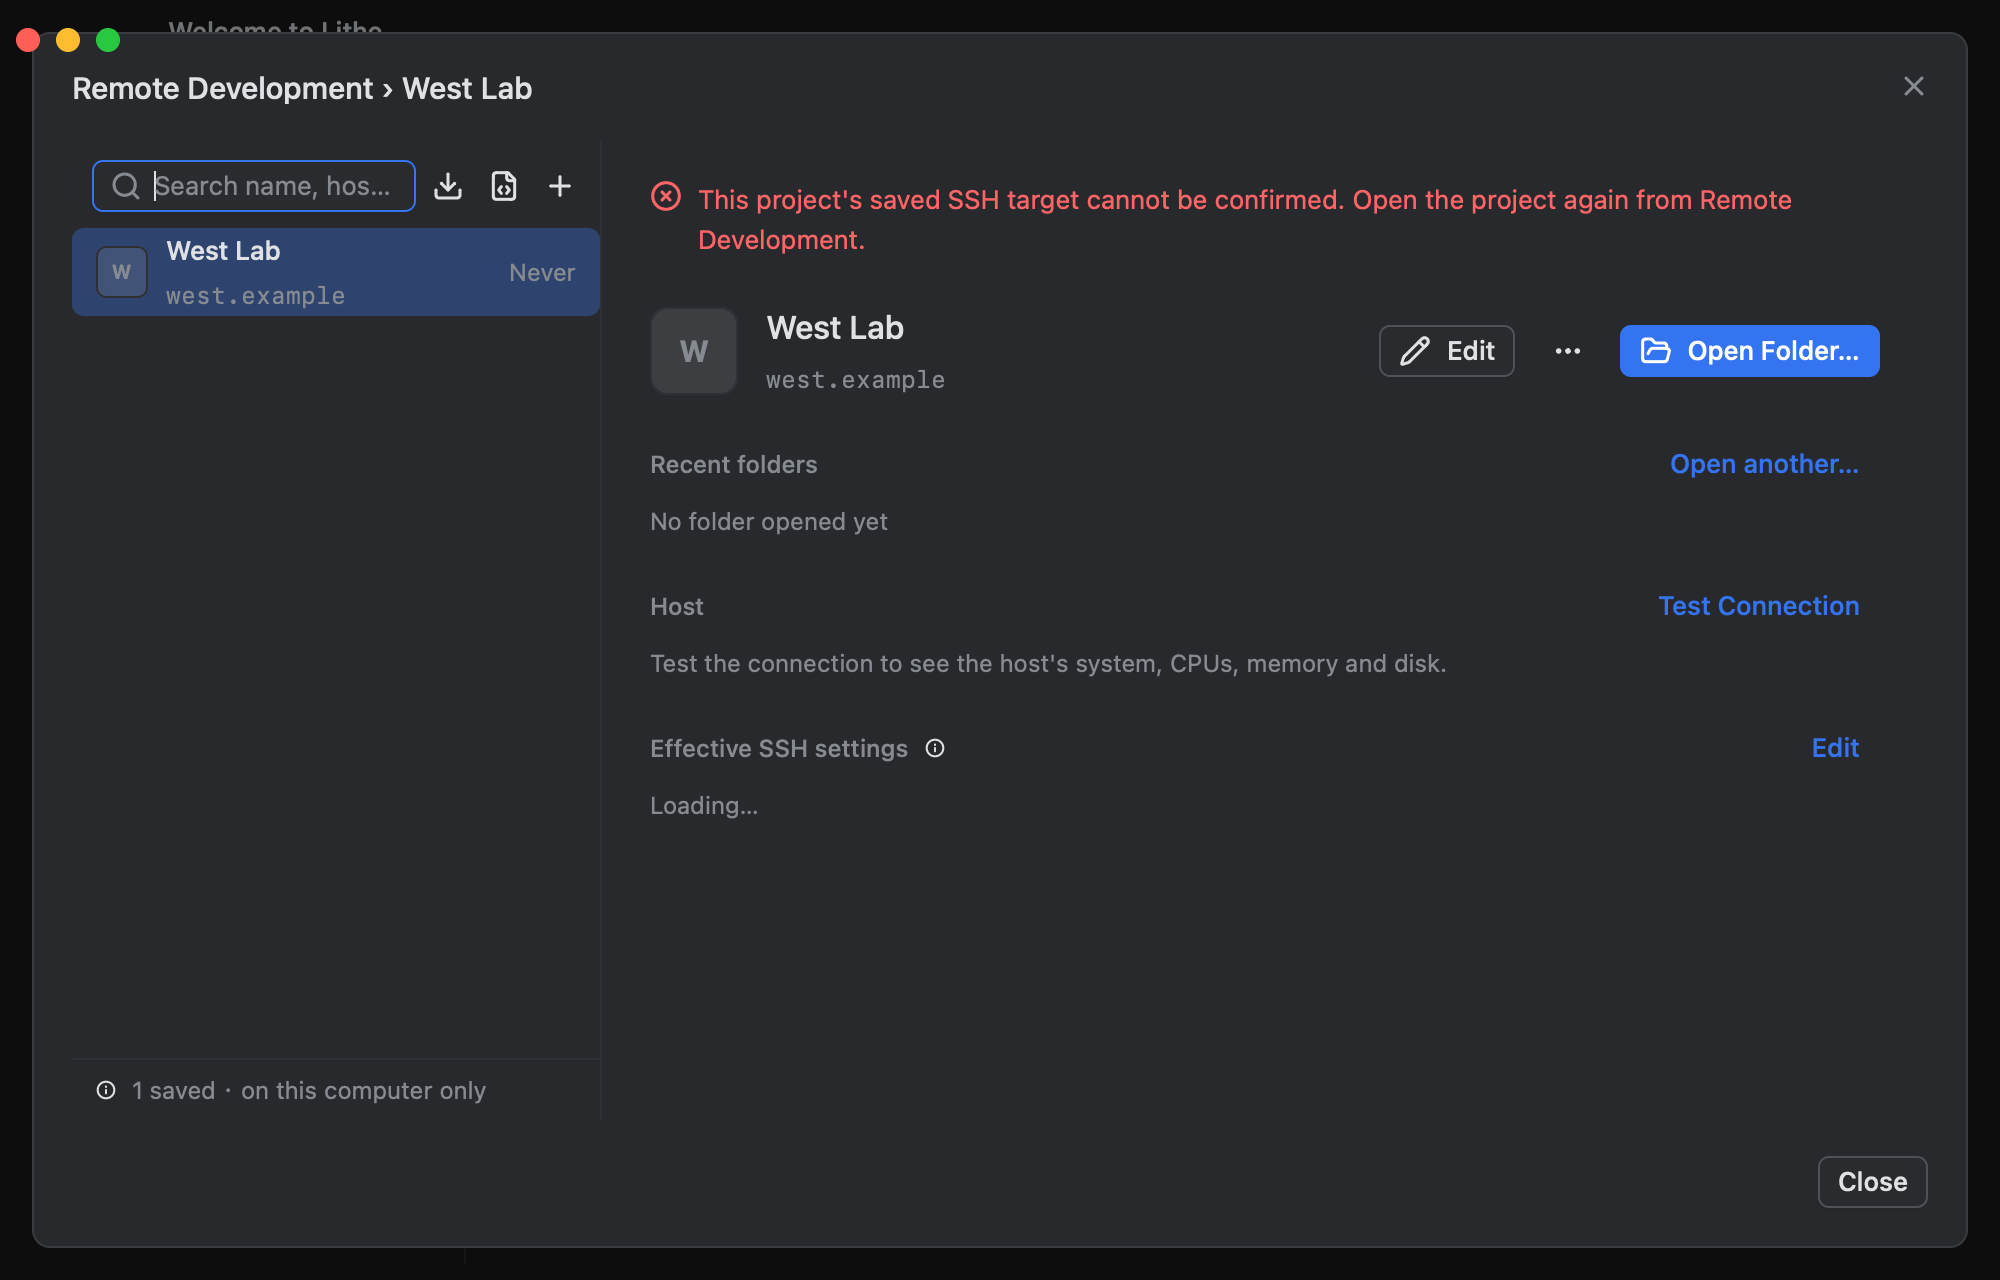 Welcome to Litho
Remote Development › West Lab
Search name, hos...
W
West Lab
west.example
Never
This project's saved SSH target cannot be confirmed. Open the project again from Remote
Development.
W
West Lab
west.example
Edit
Open Folder...
Recent folders
Open another...
No folder opened yet
Host
Test Connection
Test the connection to see the host's system, CPUs, memory and disk.
Effective SSH settings
Edit
Loading...
1 saved · on this computer only
Close